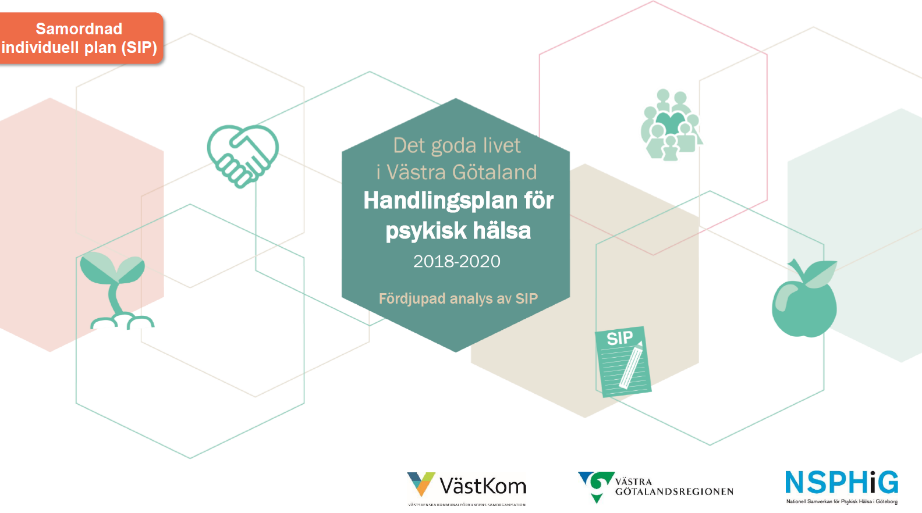 Samordnad
individuell plan (SIP)
Det goda livet
i Västra Götaland
Handlingsplan för
psykisk hälsa
2018-2020
Fördjupad analys av SIP
SIP
VästKom
VÄSTRA
GÖTALANDSREGIONEN
NSPHiG
Nationell Samverkan för Psykisk Hälsa i Göteborg